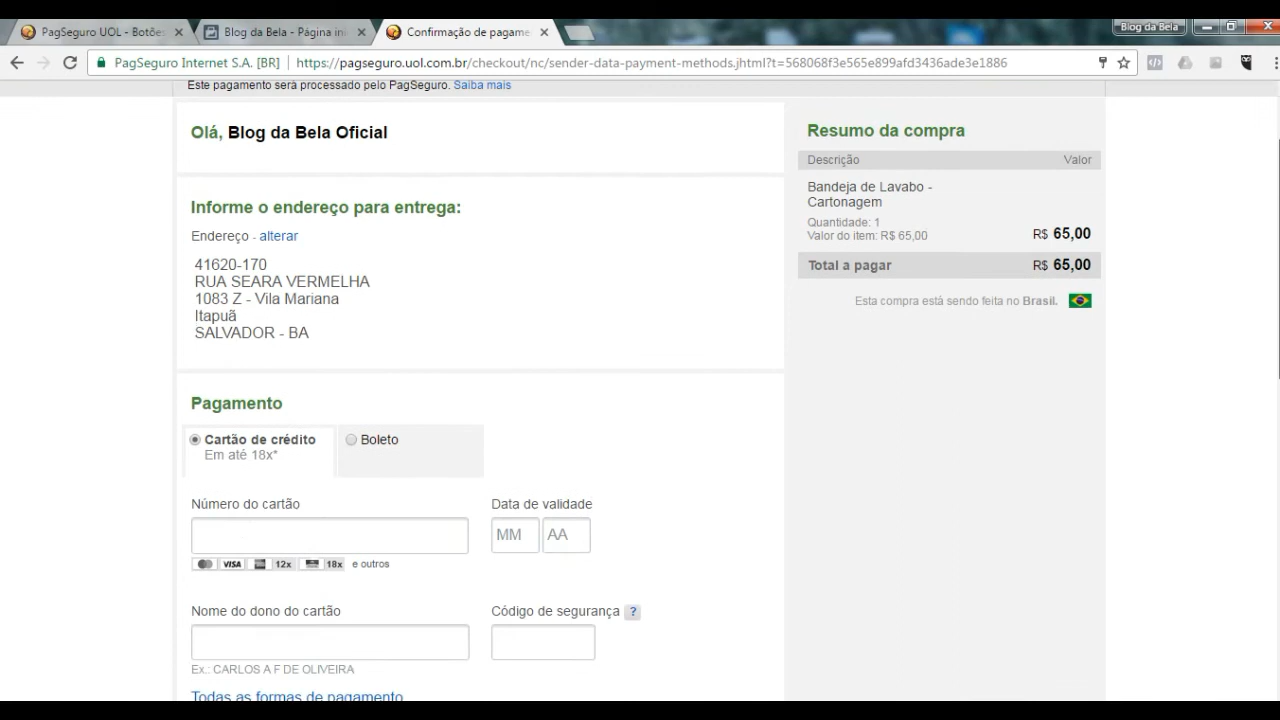 PagSeguro UOL - Botões
Blog da Bela - Página in
Confirmação de pagame
Blog da Bela
PagSeguro Internet S.A. [BR]
https://pagseguro.uol.com.br/checkout/nc/sender-data-payment-methods.jhtml?t=568068f3e565e899afd3436ade3e1886
Este pagamento será processado pelo PagSeguro. Saiba mais
Olá, Blog da Bela Oficial
Informe o endereço para entrega:
Endereço - alterar
41620-170
RUA SEARA VERMELHA
1083 Z - Vila Mariana
Itapuã
SALVADOR - BA
Pagamento
Cartão de crédito
Em até 18x*
Boleto
Número do cartão
Data de validade
MM
AA
VISA
12x
18x
e outros
Nome do dono do cartão
Código de segurança ?
Ex.: CARLOS A F DE OLIVEIRA
Todas as formas de pagamento
Resumo da compra
Descrição
Valor
Bandeja de Lavabo -
Cartonagem
Quantidade: 1
Valor do item: R$ 65,00
R$ 65,00
Total a pagar
R$ 65,00
Esta compra está sendo feita no Brasil.